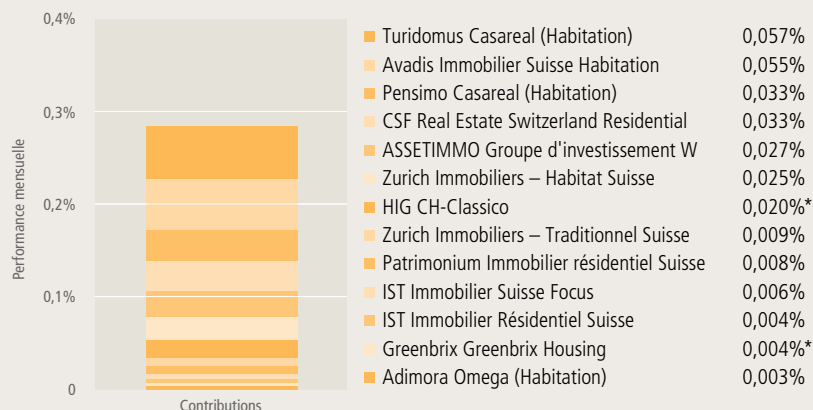 0,4%
0,3%
0,2%
0,1%
0
Performance mensuelle
Contributions
Turidomus Casareal (Habitation) 0,057%
Avadis Immobilier Suisse Habitation 0,055%
Pensimo Casareal (Habitation) 0,033%
CSF Real Estate Switzerland Residential 0,033%
ASSETIMMO Groupe d'investissement W 0,027%
Zurich Immobiliers – Habitat Suisse 0,025%
HIG CH-Classico 0,020%*
Zurich Immobiliers – Traditionnel Suisse 0,009%
Patrimonium Immobilier résidentiel Suisse 0,008%
IST Immobilier Suisse Focus 0,006%
IST Immobilier Résidentiel Suisse 0,004%
Greenbrix Greenbrix Housing 0,004%*
Adimora Omega (Habitation) 0,003%